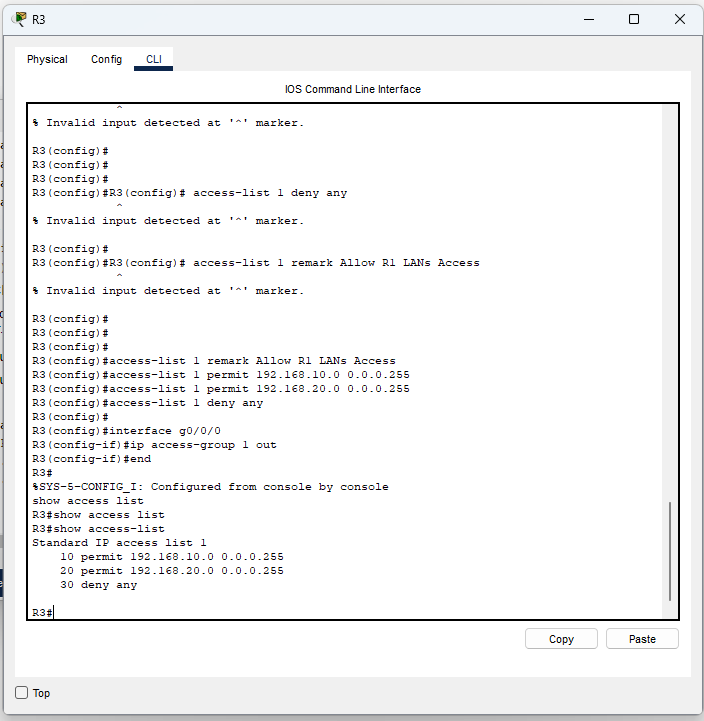 R3
Physical
Config
CLI
IOS Command Line Interface
^
% Invalid input detected at '^' marker.
R3(config)#
R3(config)#
R3(config)#
R3(config)#R3(config)# access-list 1 deny any
^
% Invalid input detected at '^' marker.
R3(config)#
R3(config)#R3(config)# access-list 1 remark Allow R1 LANs Access
^
% Invalid input detected at '^' marker.
R3(config)#
R3(config)#
R3(config)#
R3(config)#access-list 1 remark Allow R1 LANs Access
R3(config)#access-list 1 permit 192.168.10.0 0.0.0.255
R3(config)#access-list 1 permit 192.168.20.0 0.0.0.255
R3(config)#access-list 1 deny any
R3(config)#
R3(config)#interface g0/0/0
R3(config-if)#ip access-group 1 out
R3(config-if)#end
R3#
%SYS-5-CONFIG_I: Configured from console by console
show access list
R3#show access list
R3#show access-list
Standard IP access list 1
10 permit 192.168.10.0 0.0.0.255
20 permit 192.168.20.0 0.0.0.255
30 deny any
R3#
Copy
Paste
Top